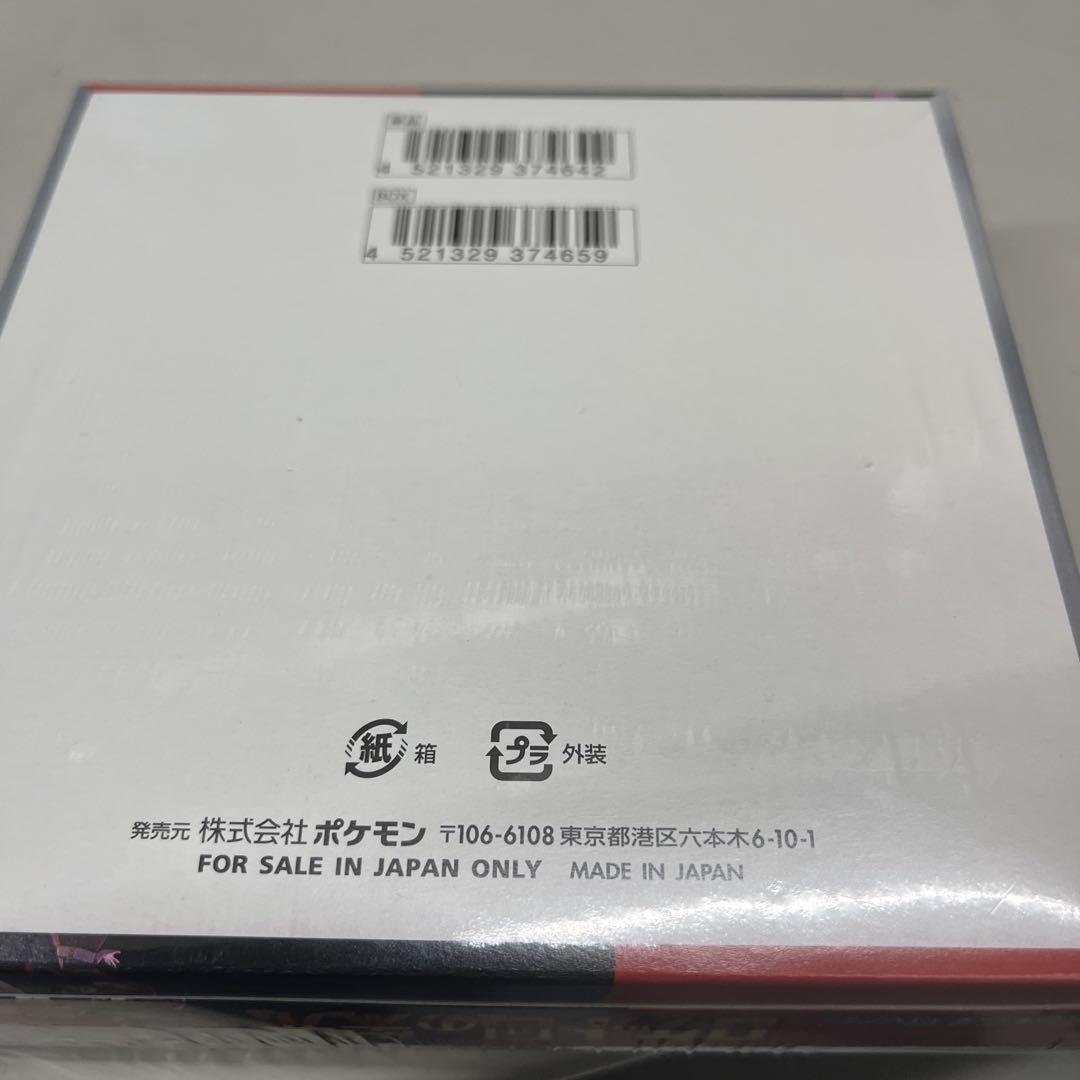 4 521329 374642
BOX
4 521329 374659
紙 箱 プラ 外装
発売元 株式会社 ポケモン 〒106-6108 東京都港区六本木6-10-1
FOR SALE IN JAPAN ONLY MADE IN JAPAN